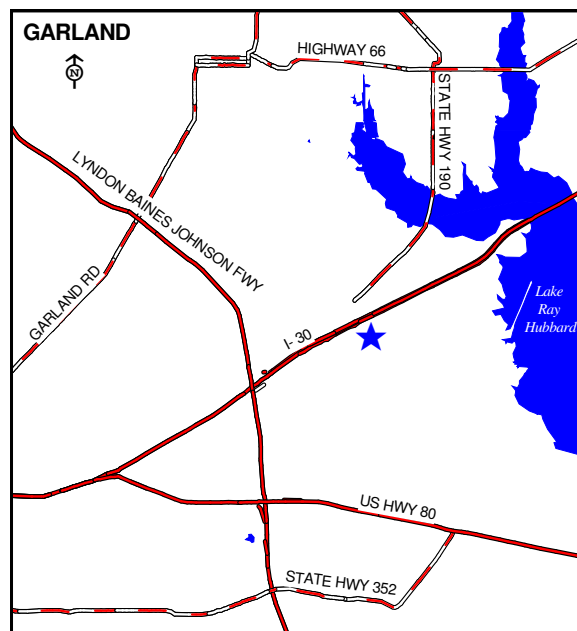 GARLAND
N
HIGHWAY 66
STATE HWY 190
LYNDON BAINES JOHNSON FWY
GARLAND RD
Lake
Ray
Hubbard
I- 30
US HWY 80
STATE HWY 352